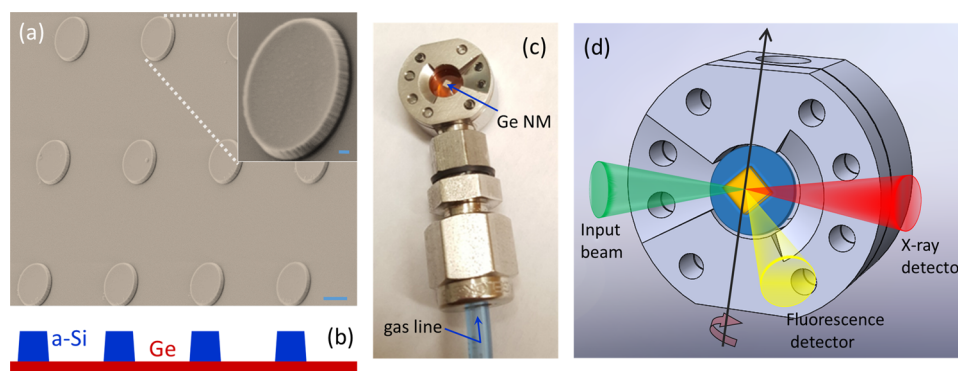 (a)
a-Si
Ge
(b)
(c)
Ge NM
gas line
(d)
Input
beam
X-ray
detecto
Fluorescence
detector